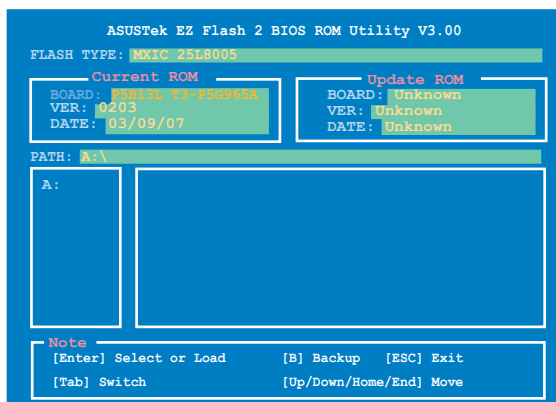 ASUSTek EZ Flash 2 BIOS ROM Utility V3.00
FLASH TYPE: MXIC 25L8005
Current ROM
BOARD: P5B13L T3-P5G965A
VER: 0203
DATE: 03/09/07
Update ROM
BOARD: Unknown
VER: Unknown
DATE: Unknown
PATH: A:\
A:
Note
[Enter] Select or Load [B] Backup [ESC] Exit
[Tab] Switch [Up/Down/Home/End] Move